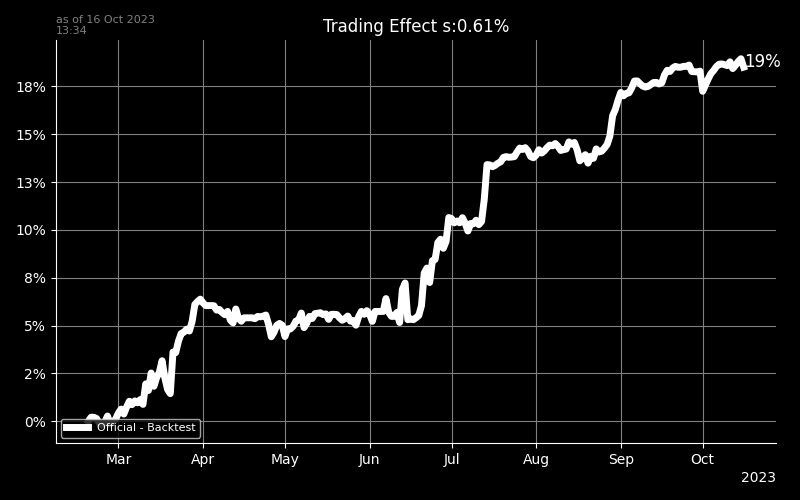 as of 16 Oct 2023
13:34
Trading Effect s:0.61%
19%
18%
15%
13%
10%
8%
5%
2%
0%
Official - Backtest
Mar Apr May Jun Jul Aug Sep Oct
2023